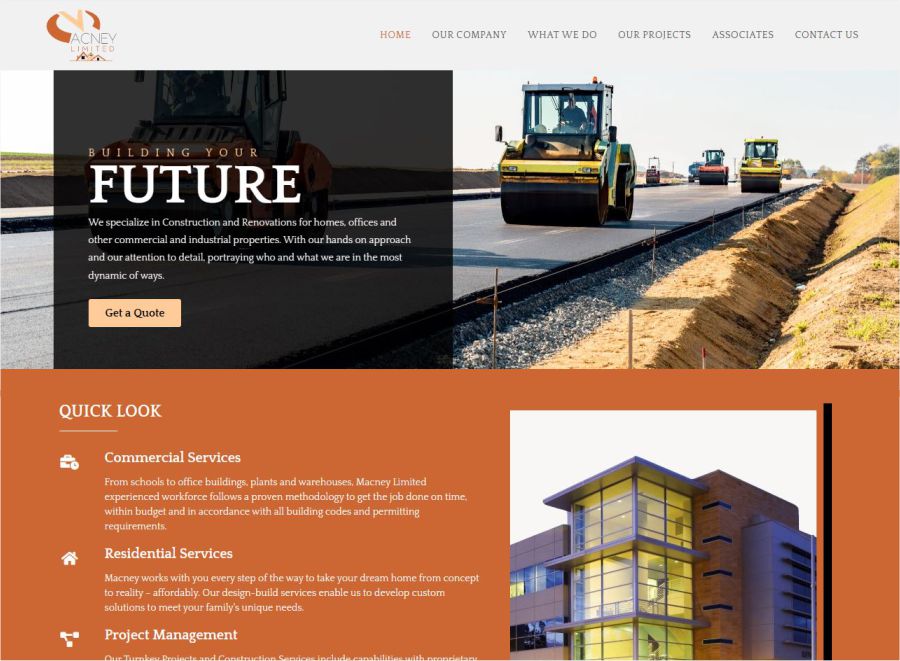 ACNEY
LIMITED
HOME OUR COMPANY WHAT WE DO OUR PROJECTS ASSOCIATES CONTACT US
BUILDING YOUR
FUTURE
We specialize in Construction and Renovations for homes, offices and
other commercial and industrial properties. With our hands on approach
and our attention to detail, portraying who and what we are in the most
dynamic of ways.
Get a Quote
QUICK LOOK
Commercial Services
From schools to office buildings, plants and warehouses, Macney Limited
experienced workforce follows a proven methodology to get the job done on time,
within budget and in accordance with all building codes and permitting
requirements.
Residential Services
Macney works with you every step of the way to take your dream home from concept
to reality – affordably. Our design-build services enable us to develop custom
solutions to meet your family's unique needs.
Project Management
Our Turnkey Projects and Construction Services include capabilities with proprietary